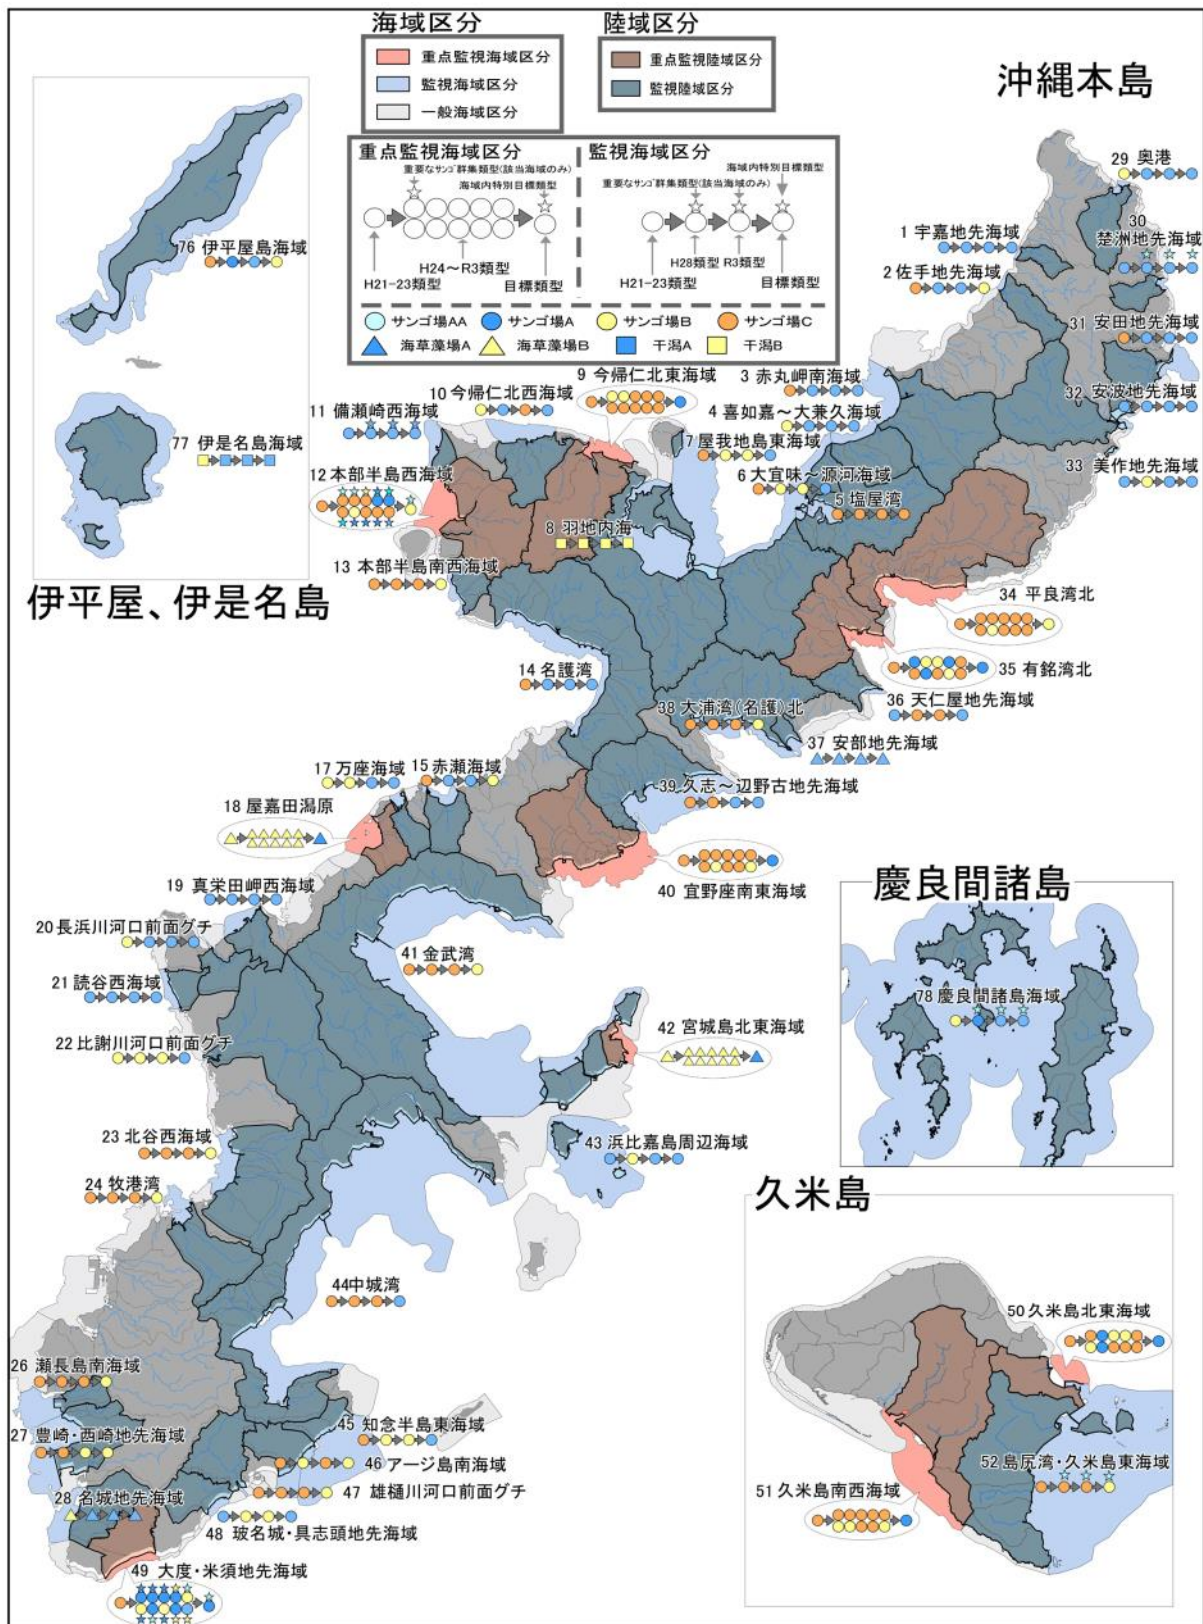 海域区分
重点監視海域区分
監視海域区分
一般海域区分
陸域区分
重点監視陸域区分
監視陸域区分
沖縄本島
重点監視海域区分
重要なサンゴ群集類型(該当海域のみ)
海域内特別目標類型
H24～R3類型
H21-23類型
目標類型
監視海域区分
海域内特別目標類型
重要なサンゴ群集類型(該当海域のみ)
H28類型
R3類型
H21-23類型
目標類型
サンゴ場AA
サンゴ場A
サンゴ場B
サンゴ場C
海草藻場A
海草藻場B
干潟A
干潟B
76 伊平屋島海域
77 伊是名島海域
伊平屋、伊是名島
29 奥港
30
楚洲地先海域
1 宇嘉地先海域
2 佐手地先海域
31 安田地先海域
32 安波地先海域
33 美作地先海域
3 赤丸岬南海域
4 喜如嘉～大兼久海域
7 屋我地島東海域
6 大宜味～源河海域
5 塩屋湾
9 今帰仁北東海域
10 今帰仁北西海域
11 備瀬崎西海域
12 本部半島西海域
8 羽地内海
13 本部半島南西海域
34 平良湾北
35 有銘湾北
36 天仁屋地先海域
14 名護湾
38 大浦湾(名護)北
37 安部地先海域
39 久志～辺野古地先海域
17 万座海域
15 赤瀬海域
18 屋嘉田潟原
40 宜野座南東海域
19 真栄田岬西海域
20 長浜川河口前面グチ
41 金武湾
21 読谷西海域
22 比謝川河口前面グチ
42 宮城島北東海域
23 北谷西海域
43 浜比嘉島周辺海域
24 牧港湾
44中城湾
慶良間諸島
78 慶良間諸島海域
久米島
50 久米島北東海域
51 久米島南西海域
52 島尻湾・久米島東海域
26 瀬長島南海域
27 豊崎・西崎地先海域
28 名城地先海域
45 知念半島東海域
46 アージ島南海域
47 雄樋川河口前面グチ
48 玻名城・具志頭地先海域
49 大度・米須地先海域